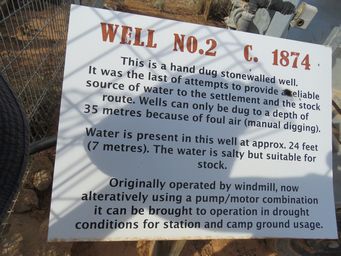 WELL NO.2 C. 1874
This is a hand dug stonewalled well.
It was the last of attempts to provide a reliable
source of water to the settlement and the stock
route. Wells can only be dug to a depth of
35 metres because of foul air (manual digging).
Water is present in this well at approx. 24 feet
(7 metres). The water is salty but suitable for
stock.
Originally operated by windmill, now
alteratively using a pump/motor combination
it can be brought to operation in drought
conditions for station and camp ground usage.